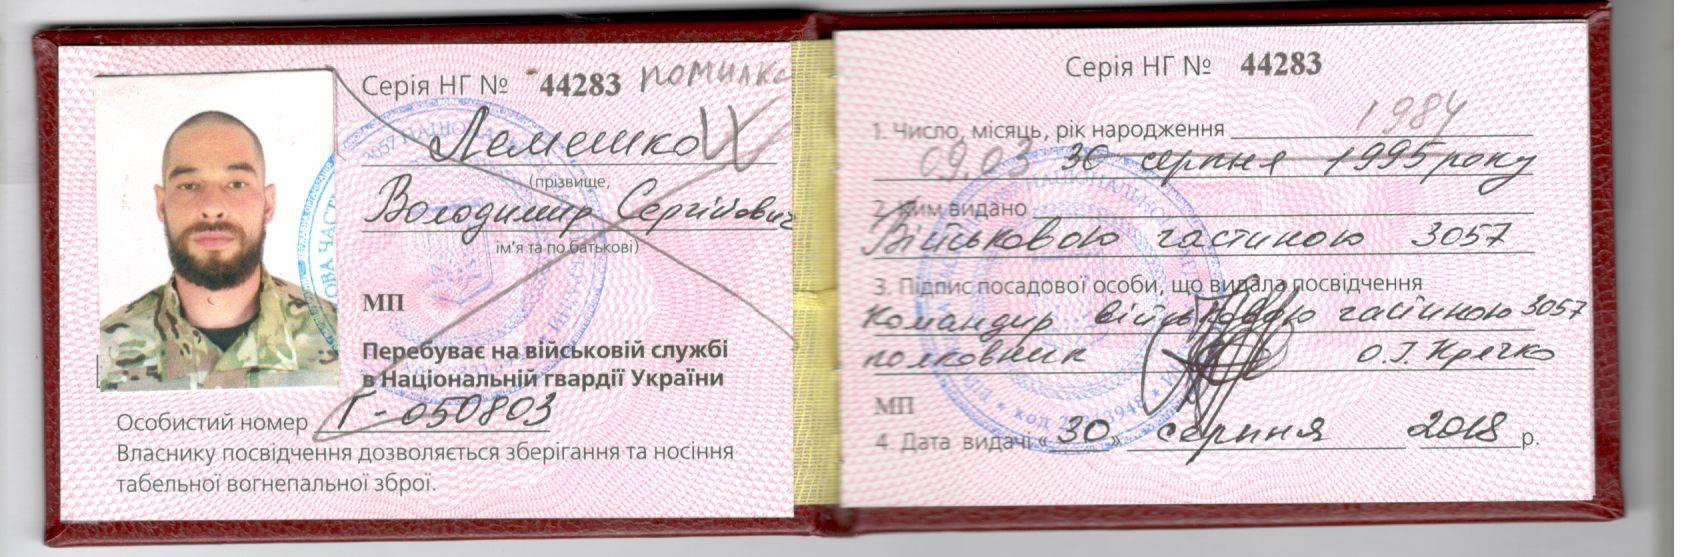 Серія НГ № 44283 помилка
Лемешко
(прізвище,
Володимир Сергійович
ім'я та по батькові)
МП
Перебуває на військовій службі
в Національній гвардії України
Особистий номер Г-050803
Власнику посвідчення дозволяється зберігання та носіння
табельної вогнепальної зброї.
Серія НГ № 44283
1984
1. Число, місяць, рік народження
09.03 30 серпня 1995 року
2. Ким видано
Військовою частиною 3057
3. Підпис посадової особи, що видала посвідчення
Командир військовою частиною 3057
полковник
МП
4. Дата видачі «30» серпня 2018 р.